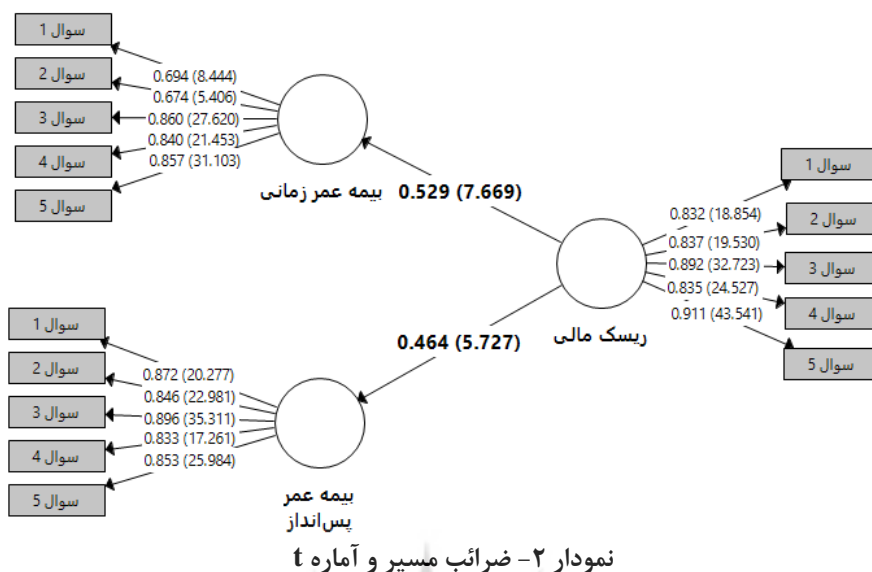 سوال 1
سوال 2
سوال 3
سوال 4
سوال 5
0.694 (8.444)
0.674 (5.406)
0.860 (27.620)
0.840 (21.453)
0.857 (31.103)
بیمه عمر زمانی
0.529 (7.669)
سوال 1
سوال 2
سوال 3
سوال 4
سوال 5
0.832 (18.854)
0.837 (19.530)
0.892 (32.723)
0.835 (24.527)
0.911 (43.541)
ریسک مالی
0.464 (5.727)
سوال 1
سوال 2
سوال 3
سوال 4
سوال 5
0.872 (20.277)
0.846 (22.981)
0.896 (35.311)
0.833 (17.261)
0.853 (25.984)
بیمه عمر
پس‌انداز
نمودار ۲- ضرائب مسیر و آماره t